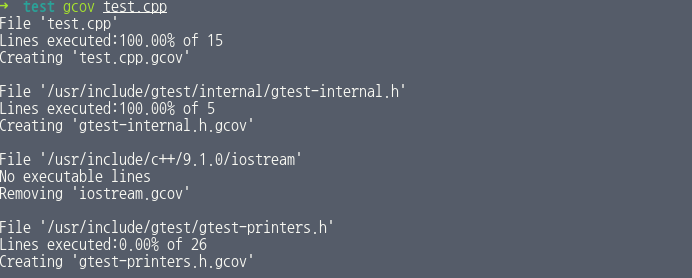 ➜ test gcov test.cpp
File 'test.cpp'
Lines executed:100.00% of 15
Creating 'test.cpp.gcov'

File '/usr/include/gtest/internal/gtest-internal.h'
Lines executed:100.00% of 5
Creating 'gtest-internal.h.gcov'

File '/usr/include/c++/9.1.0/iostream'
No executable lines
Removing 'iostream.gcov'

File '/usr/include/gtest/gtest-printers.h'
Lines executed:0.00% of 26
Creating 'gtest-printers.h.gcov'